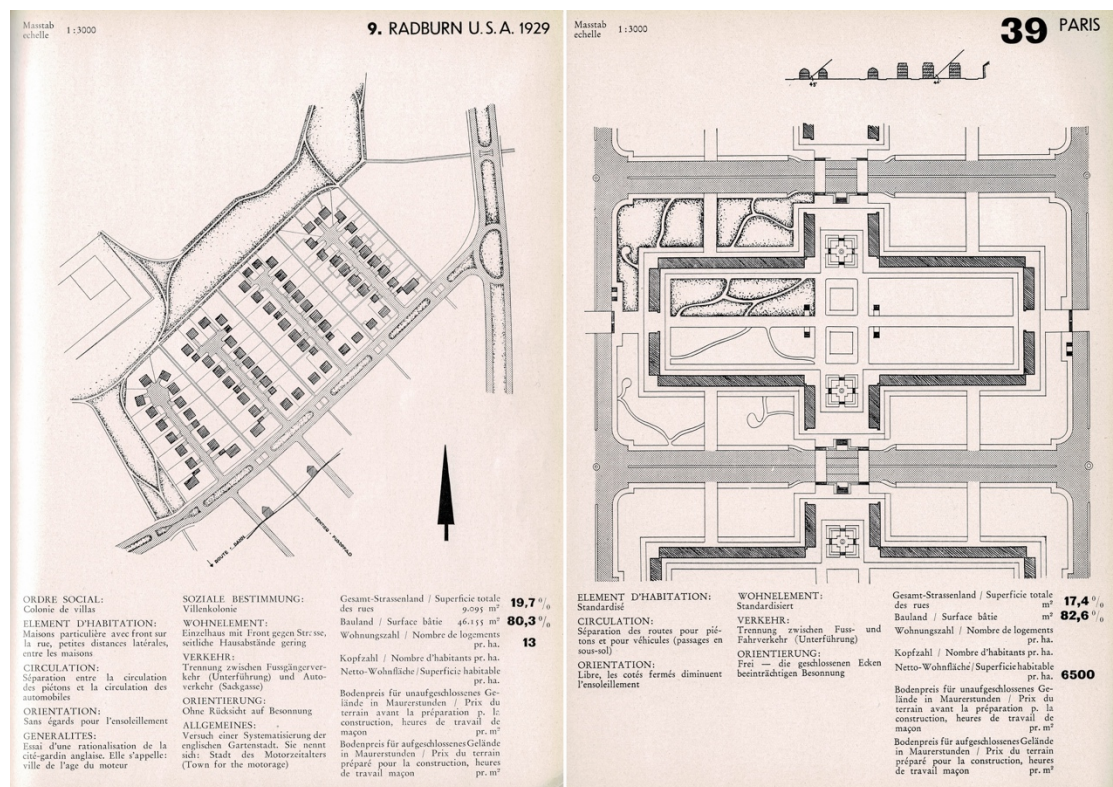 Masstab
echelle 1:3000
9. RADBURN U.S.A. 1929
ROUTE - BAHN
ORDRE SOCIAL:
Colonie de villas
ELEMENT D'HABITATION:
Maisons particulière avec front sur
la rue, petites distances latérales,
entre les maisons
CIRCULATION:
Séparation entre la circulation
des piétons et la circulation des
automobiles
ORIENTATION:
Sans égards pour l'ensoleillement
GENERALITES:
Essai d'une rationalisation de la
cité-gardin anglaise. Elle s'appelle:
ville de l'age du moteur
SOZIALE BESTIMMUNG:
Villenkolonie
WOHNELEMENT:
Einzelhaus mit Front gegen Strasse,
seitliche Hausabstände gering
VERKEHR:
Trennung zwischen Fussgängerver-
kehr (Unterführung) und Auto-
verkehr (Sackgasse)
ORIENTIERUNG:
Ohne Rücksicht auf Besonnung
ALLGEMEINES:
Versuch einer Systematisierung der
englischen Gartenstadt. Sie nennt
sich: Stadt des Motorzeitalters
(Town for the motorage)
Gesamt-Strassenland / Superficie totale
des rues 9.095 m² 19,7 %
Bauland / Surface bâtie 46.155 m² 80,3 %
Wohnungszahl / Nombre de logements
pr. ha. 13
Kopfzahl / Nombre d'habitants pr. ha.
Netto-Wohnfläche / Superficie habitable
pr. ha.
Bodenpreis für unaufgeschlossenes Ge-
lände in Maurerstunden / Prix du
terrain avant la préparation p. la
construction, heures de travail de
maçon pr. m²
Bodenpreis für aufgeschlossenes Gelände
in Maurerstunden / Prix du terrain
préparé pour la construction, heures
de travail maçon pr. m²
Masstab
echelle 1:3000
39 PARIS
45°
45°
ELEMENT D'HABITATION:
Standardisé
CIRCULATION:
Séparation des routes pour pié-
tons et pour véhicules (passages en
sous-sol)
ORIENTATION:
Libre, les cotés fermés diminuent
l'ensoleillement
WOHNELEMENT:
Standardisiert
VERKEHR:
Trennung zwischen Fuss- und
Fahrverkehr (Unterführung)
ORIENTIERUNG:
Frei — die geschlossenen Ecken
beeinträchtigen Besonnung
Gesamt-Strassenland / Superficie totale
des rues m² 17,4 %
Bauland / Surface bâtie m² 82,6 %
Wohnungszahl / Nombre de logements
pr. ha.
Kopfzahl / Nombre d'habitants pr. ha.
Netto-Wohnfläche / Superficie habitable
pr. ha. 6500
Bodenpreis für unaufgeschlossenes Ge-
lände in Maurerstunden / Prix du
terrain avant la préparation p. la
construction, heures de travail de
maçon pr. m²
Bodenpreis für aufgeschlossenes Gelände
in Maurerstunden / Prix du terrain
préparé pour la construction, heures
de travail maçon pr. m²